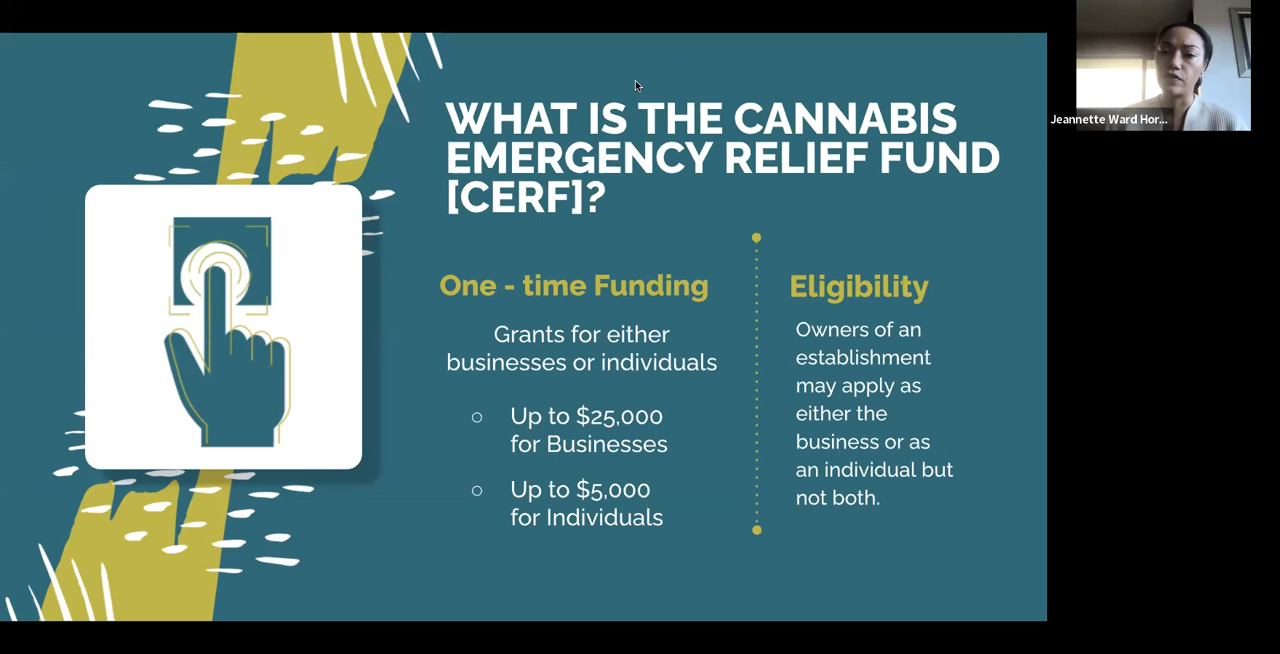 WHAT IS THE CANNABIS
EMERGENCY RELIEF FUND
[CERF]?
One - time Funding
Grants for either
businesses or individuals
○ Up to $25,000
for Businesses
○ Up to $5,000
for Individuals
Eligibility
Owners of an
establishment
may apply as
either the
business or as
an individual but
not both.
Jeannette Ward Hor...